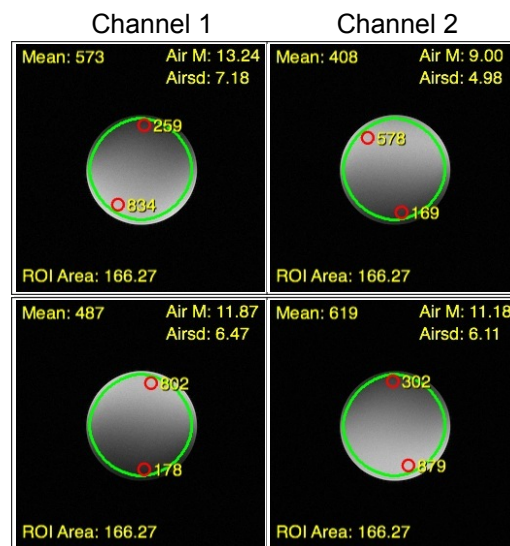 Channel 1
Channel 2
Mean: 573
Air M: 13.24
Airsd: 7.18
259
834
ROI Area: 166.27
Mean: 408
Air M: 9.00
Airsd: 4.98
578
169
ROI Area: 166.27
Mean: 487
Air M: 11.87
Airsd: 6.47
802
178
ROI Area: 166.27
Mean: 619
Air M: 11.18
Airsd: 6.11
302
879
ROI Area: 166.27